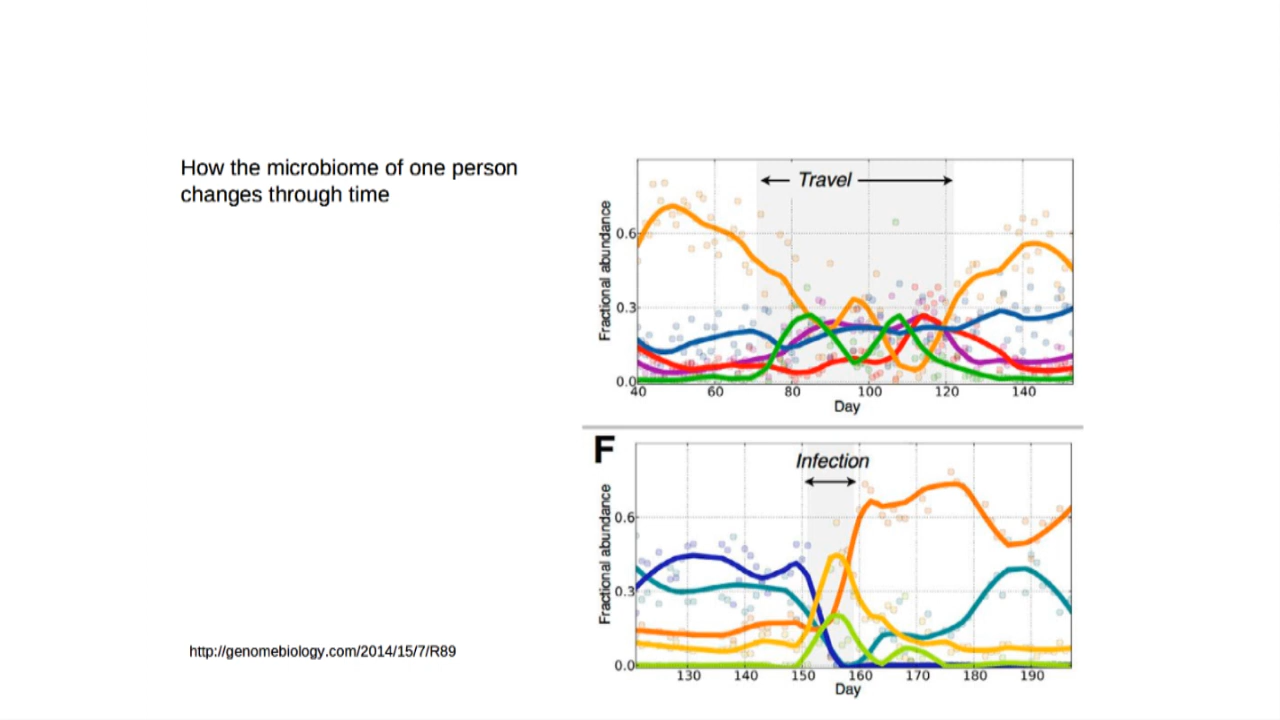 How the microbiome of one person
changes through time
Travel
Fractional abundance
0.6
0.3
0.0
40 60 80 100 120 140
Day
F
Infection
Fractional abundance
0.6
0.3
0.0
130 140 150 160 170 180 190
Day
http://genomebiology.com/2014/15/7/R89